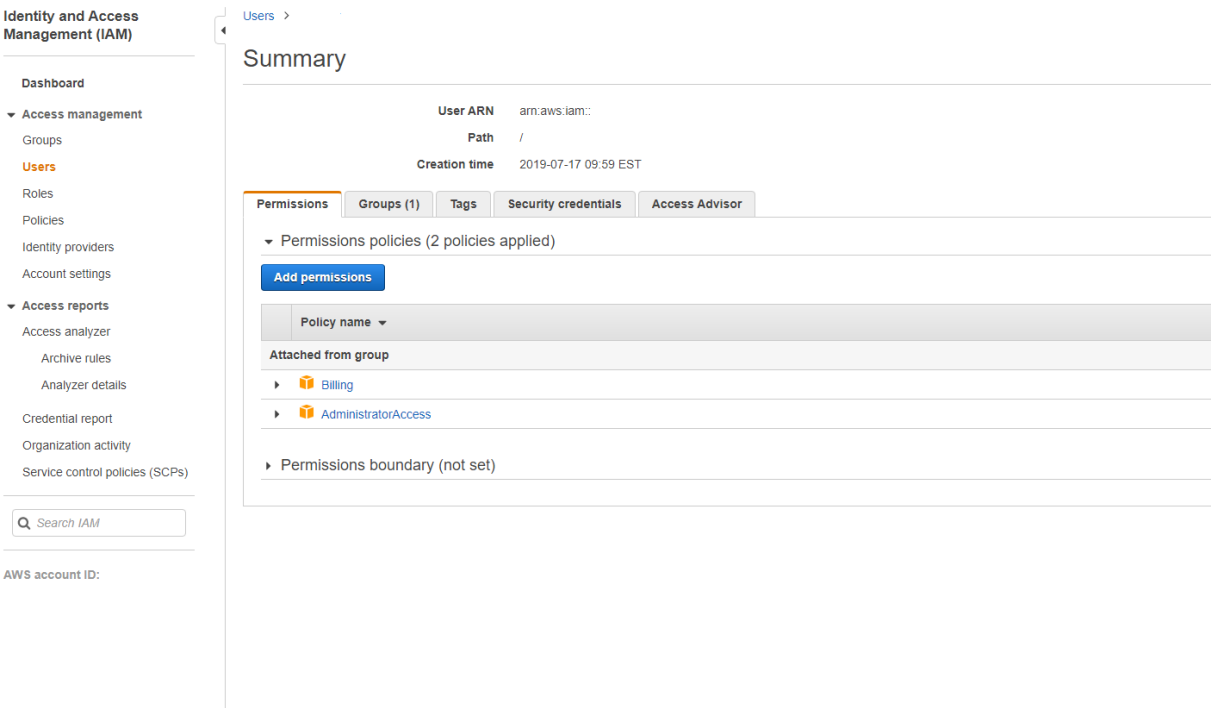 Identity and Access
Management (IAM)
Dashboard
Access management
Groups
Users
Roles
Policies
Identity providers
Account settings
Access reports
Access analyzer
Archive rules
Analyzer details
Credential report
Organization activity
Service control policies (SCPs)
Search IAM
AWS account ID:
Users >
Summary
User ARN arn:aws:iam::
Path /
Creation time 2019-07-17 09:59 EST
Permissions Groups (1) Tags Security credentials Access Advisor
Permissions policies (2 policies applied)
Add permissions
Policy name
Attached from group
Billing
AdministratorAccess
Permissions boundary (not set)